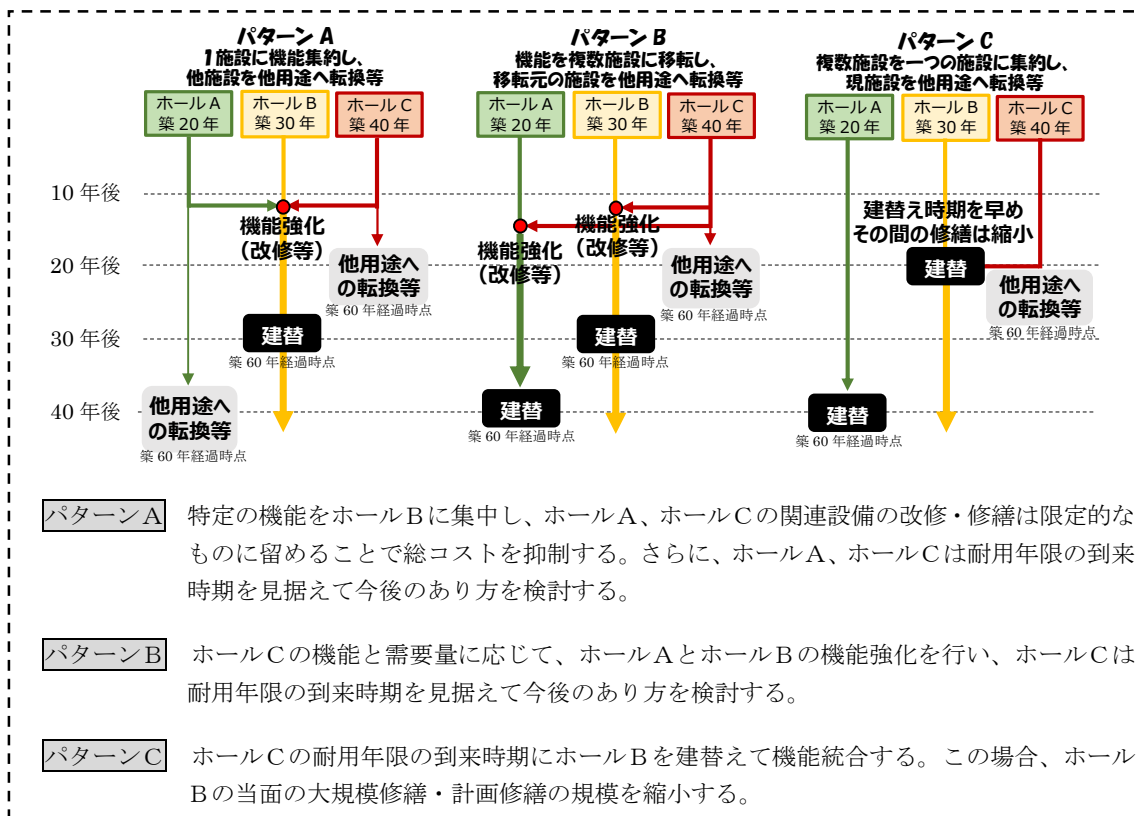 パターン A
1施設に機能集約し、
他施設を他用途へ転換等
ホールA
築 20 年
ホールB
築 30 年
ホールC
築 40 年
パターン B
機能を複数施設に移転し、
移転元の施設を他用途へ転換等
ホールA
築 20 年
ホールB
築 30 年
ホールC
築 40 年
パターン C
複数施設を一つの施設に集約し、
現施設を他用途へ転換等
ホールA
築 20 年
ホールB
築 30 年
ホールC
築 40 年
10 年後
20 年後
30 年後
40 年後
機能強化
(改修等)
他用途へ
の転換等
築 60 年経過時点
建替
築 60 年経過時点
他用途へ
の転換等
築 60 年経過時点
機能強化
(改修等)
機能強化
(改修等)
他用途へ
の転換等
築 60 年経過時点
建替
築 60 年経過時点
建替
築 60 年経過時点
建替え時期を早め
その間の修繕は縮小
建替
他用途へ
の転換等
築 60 年経過時点
建替
築 60 年経過時点
パターンA 特定の機能をホールBに集中し、ホールA、ホールCの関連設備の改修・修繕は限定的な
ものに留めることで総コストを抑制する。さらに、ホールA、ホールCは耐用年限の到来
時期を見据えて今後のあり方を検討する。
パターンB ホールCの機能と需要量に応じて、ホールAとホールBの機能強化を行い、ホールCは
耐用年限の到来時期を見据えて今後のあり方を検討する。
パターンC ホールCの耐用年限の到来時期にホールBを建替えて機能統合する。この場合、ホール
Bの当面の大規模修繕・計画修繕の規模を縮小する。